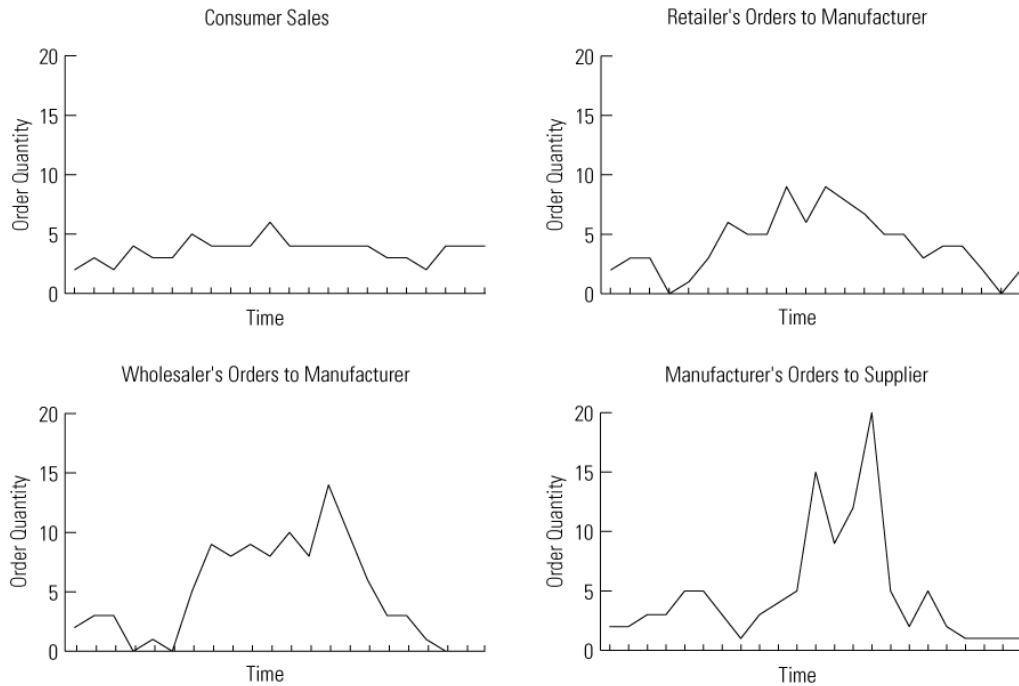 Consumer Sales
20
15
10
5
0
Order Quantity
Time
Retailer's Orders to Manufacturer
20
15
10
5
0
Order Quantity
Time
Wholesaler's Orders to Manufacturer
20
15
10
5
0
Order Quantity
Time
Manufacturer's Orders to Supplier
20
15
10
5
0
Order Quantity
Time